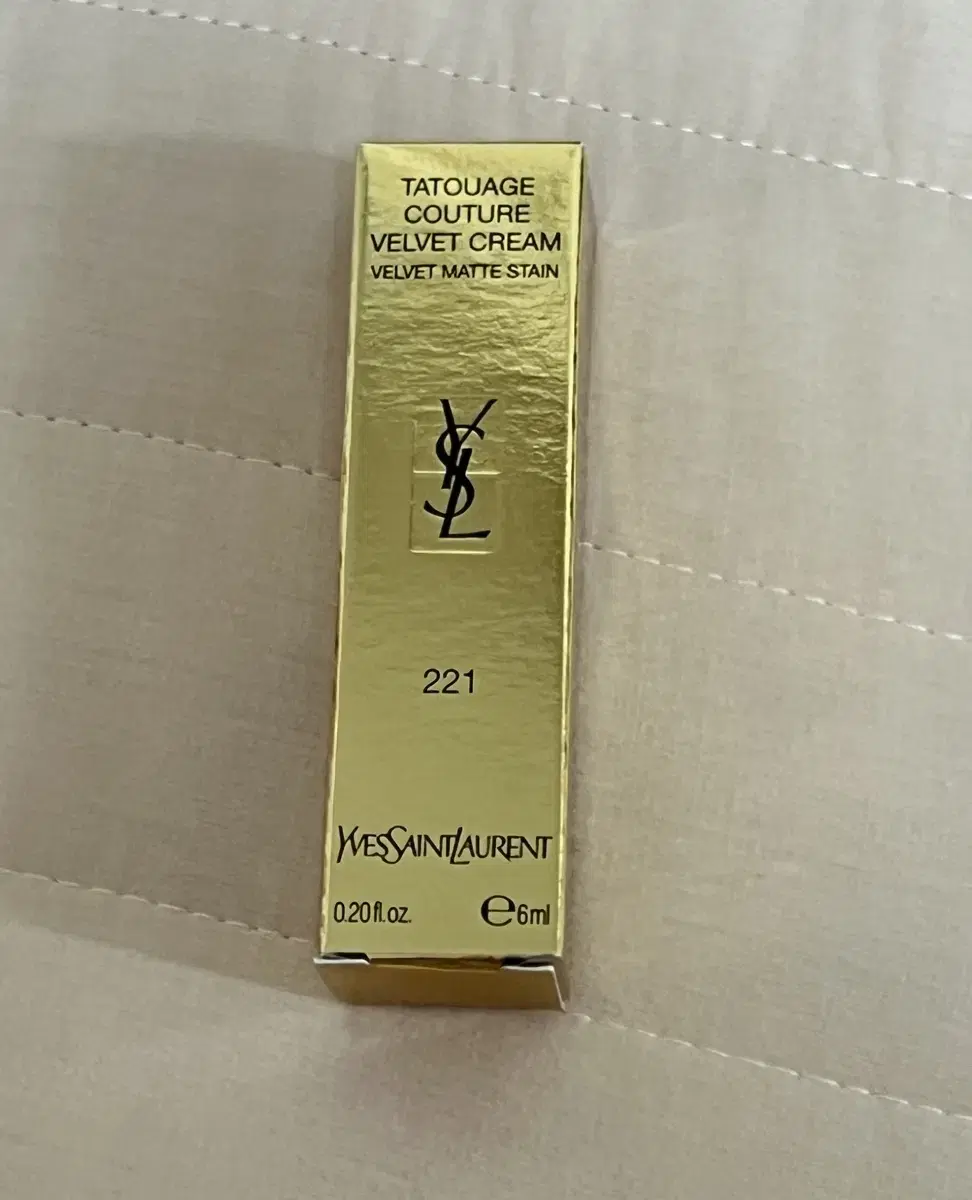 TATOUAGE
COUTURE
VELVET CREAM
VELVET MATTE STAIN
YSL
221
YVESSAINTLAURENT
0.20 fl. oz. ℮ 6ml